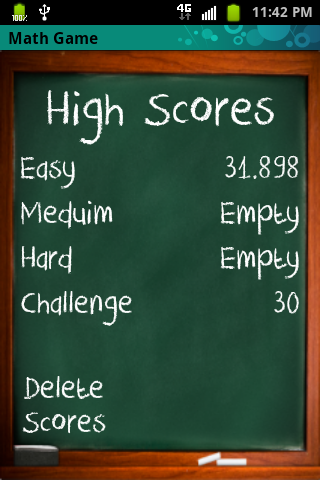 100% 4G 11:42 PM
Math Game
High Scores
Easy 31.898
Meduim Empty
Hard Empty
Challenge 30
Delete
Scores